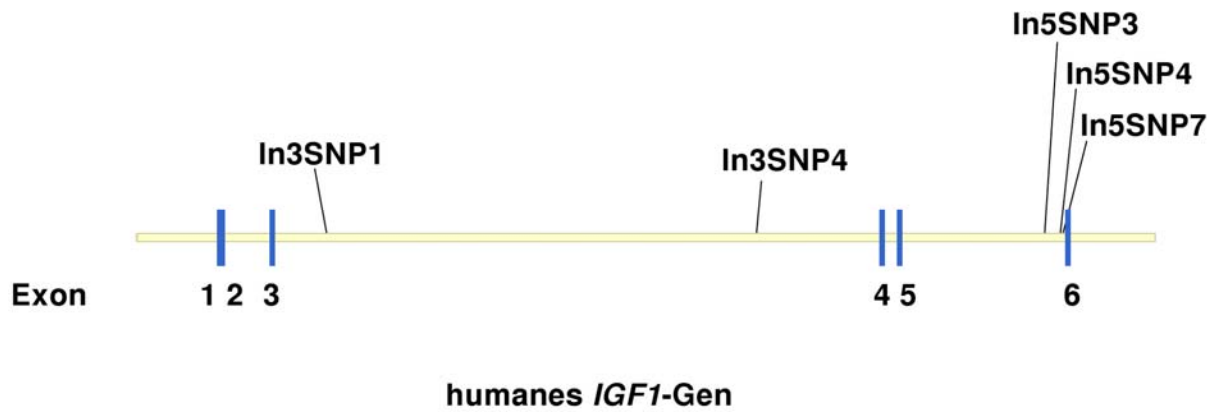 In5SNP3
In5SNP4
In5SNP7
In3SNP1
In3SNP4
Exon 1 2 3 4 5 6
humanes IGF1-Gen